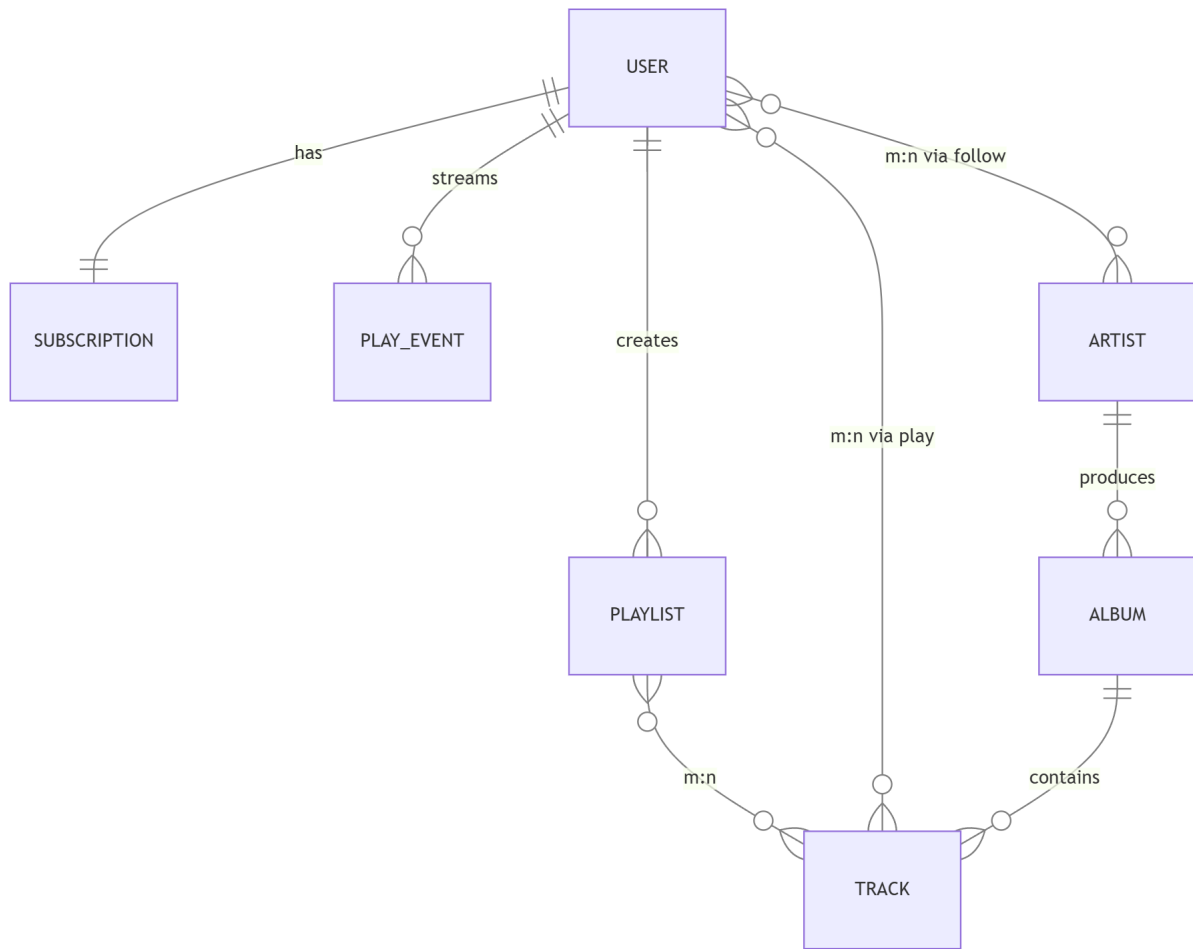 USER
has
m:n via follow
streams
SUBSCRIPTION
PLAY_EVENT
creates
ARTIST
m:n via play
produces
PLAYLIST
ALBUM
m:n
contains
TRACK